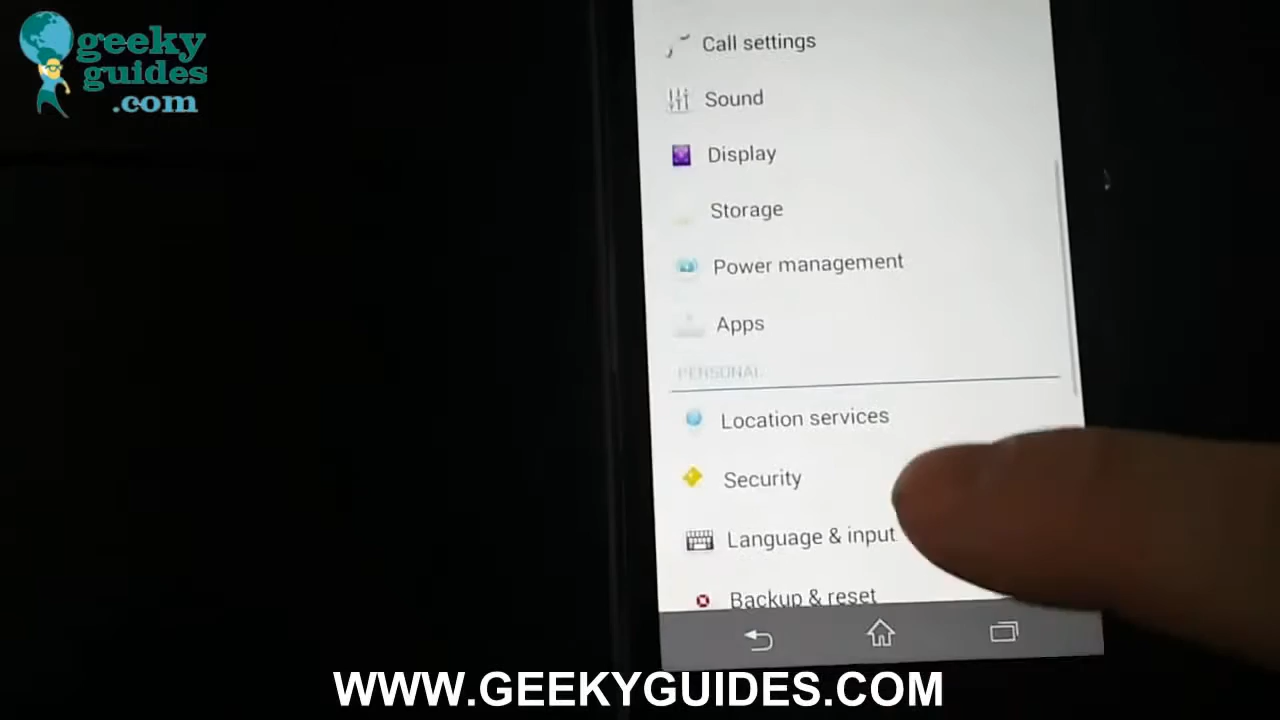 geeky
guides
.com
Call settings
Sound
Display
Storage
Power management
Apps
PERSONAL
Location services
Security
Language & input
Backup & reset
WWW.GEEKYGUIDES.COM